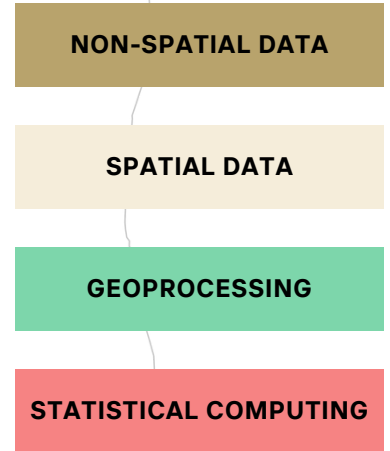 NON-SPATIAL DATA
SPATIAL DATA
GEOPROCESSING
STATISTICAL COMPUTING